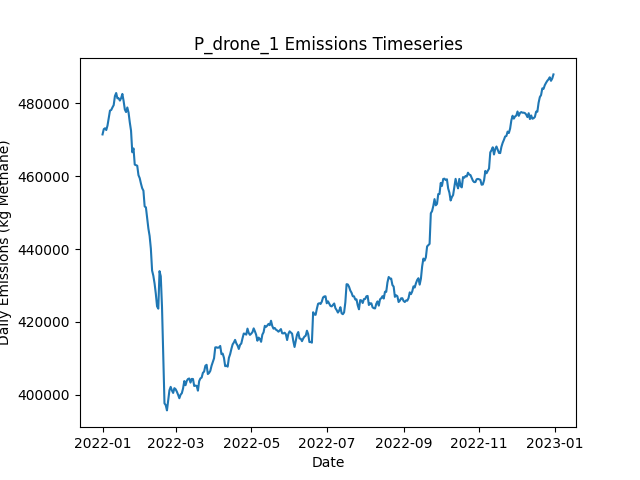 P_drone_1 Emissions Timeseries
Daily Emissions (kg Methane)
480000
460000
440000
420000
400000
2022-01 2022-03 2022-05 2022-07 2022-09 2022-11 2023-01
Date